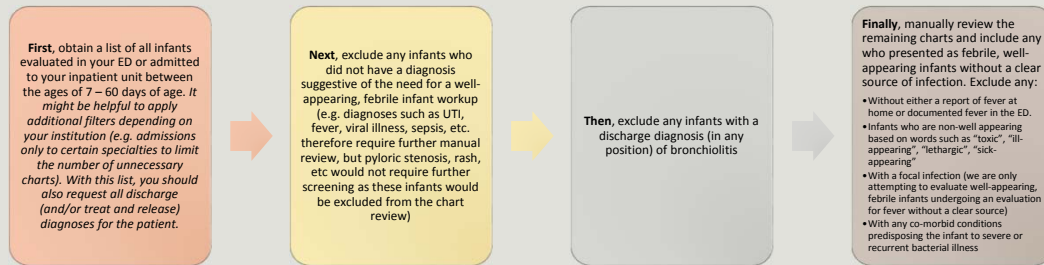 First, obtain a list of all infants
evaluated in your ED or admitted
to your inpatient unit between
the ages of 7 – 60 days of age. It
might be helpful to apply
additional filters depending on
your institution (e.g. admissions
only to certain specialties to limit
the number of unnecessary
charts). With this list, you should
also request all discharge
(and/or treat and release)
diagnoses for the patient.
Next, exclude any infants who
did not have a diagnosis
suggestive of the need for a well-
appearing, febrile infant workup
(e.g. diagnoses such as UTI,
fever, viral illness, sepsis, etc.
therefore require further manual
review, but pyloric stenosis, rash,
etc would not require further
screening as these infants would
be excluded from the chart
review)
Then, exclude any infants with a
discharge diagnosis (in any
position) of bronchiolitis
Finally, manually review the
remaining charts and include any
who presented as febrile, well-
appearing infants without a clear
source of infection. Exclude any:
•Without either a report of fever at
home or documented fever in the ED.
•Infants who are non-well appearing
based on words such as “toxic”, “ill-
appearing”, “lethargic”, “sick-
appearing”
•With a focal infection (we are only
attempting to evaluate well-appearing,
febrile infants undergoing an evaluation
for fever without a clear source)
•With any co-morbid conditions
predisposing the infant to severe or
recurrent bacterial illness